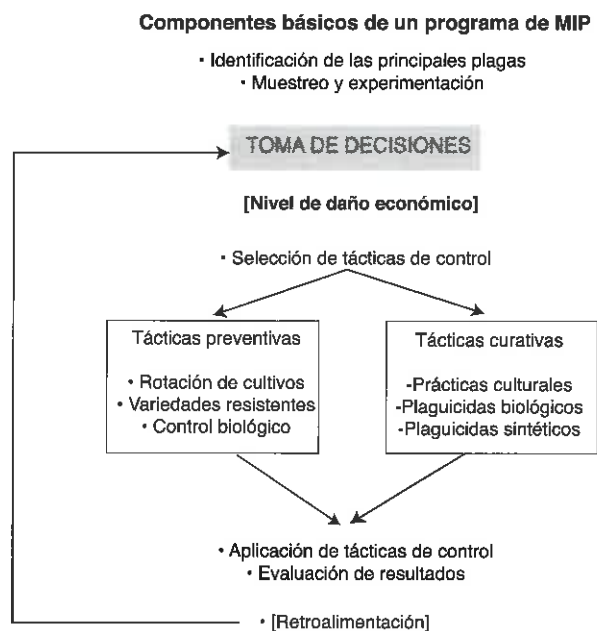 Componentes básicos de un programa de MIP
• Identificación de las principales plagas
• Muestreo y experimentación
TOMA DE DECISIONES
[Nivel de daño económico]
• Selección de tácticas de control
Tácticas preventivas
• Rotación de cultivos
• Variedades resistentes
• Control biológico
Tácticas curativas
-Prácticas culturales
-Plaguicidas biológicos
-Plaguicidas sintéticos
• Aplicación de tácticas de control
• Evaluación de resultados
• [Retroalimentación]